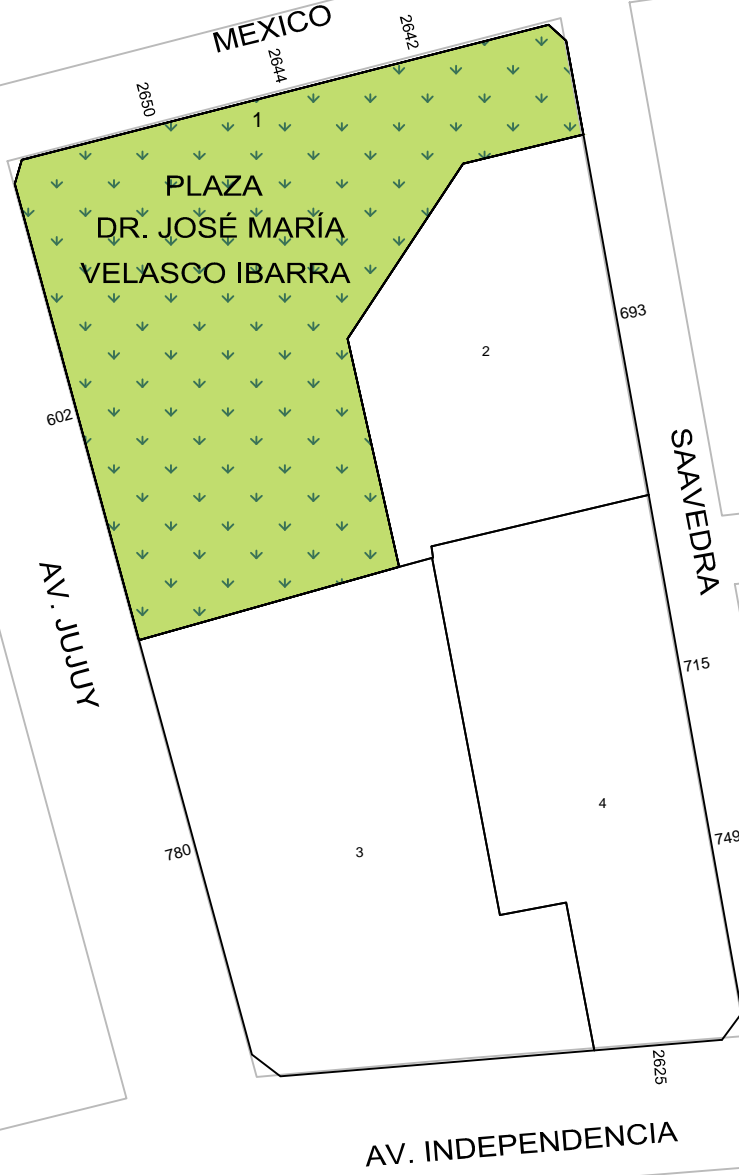 MEXICO
2642
2644
2650
1
PLAZA
DR. JOSÉ MARÍA
VELASCO IBARRA
693
2
602
SAAVEDRA
AV. JUJUY
715
4
749
780
3
2625
AV. INDEPENDENCIA